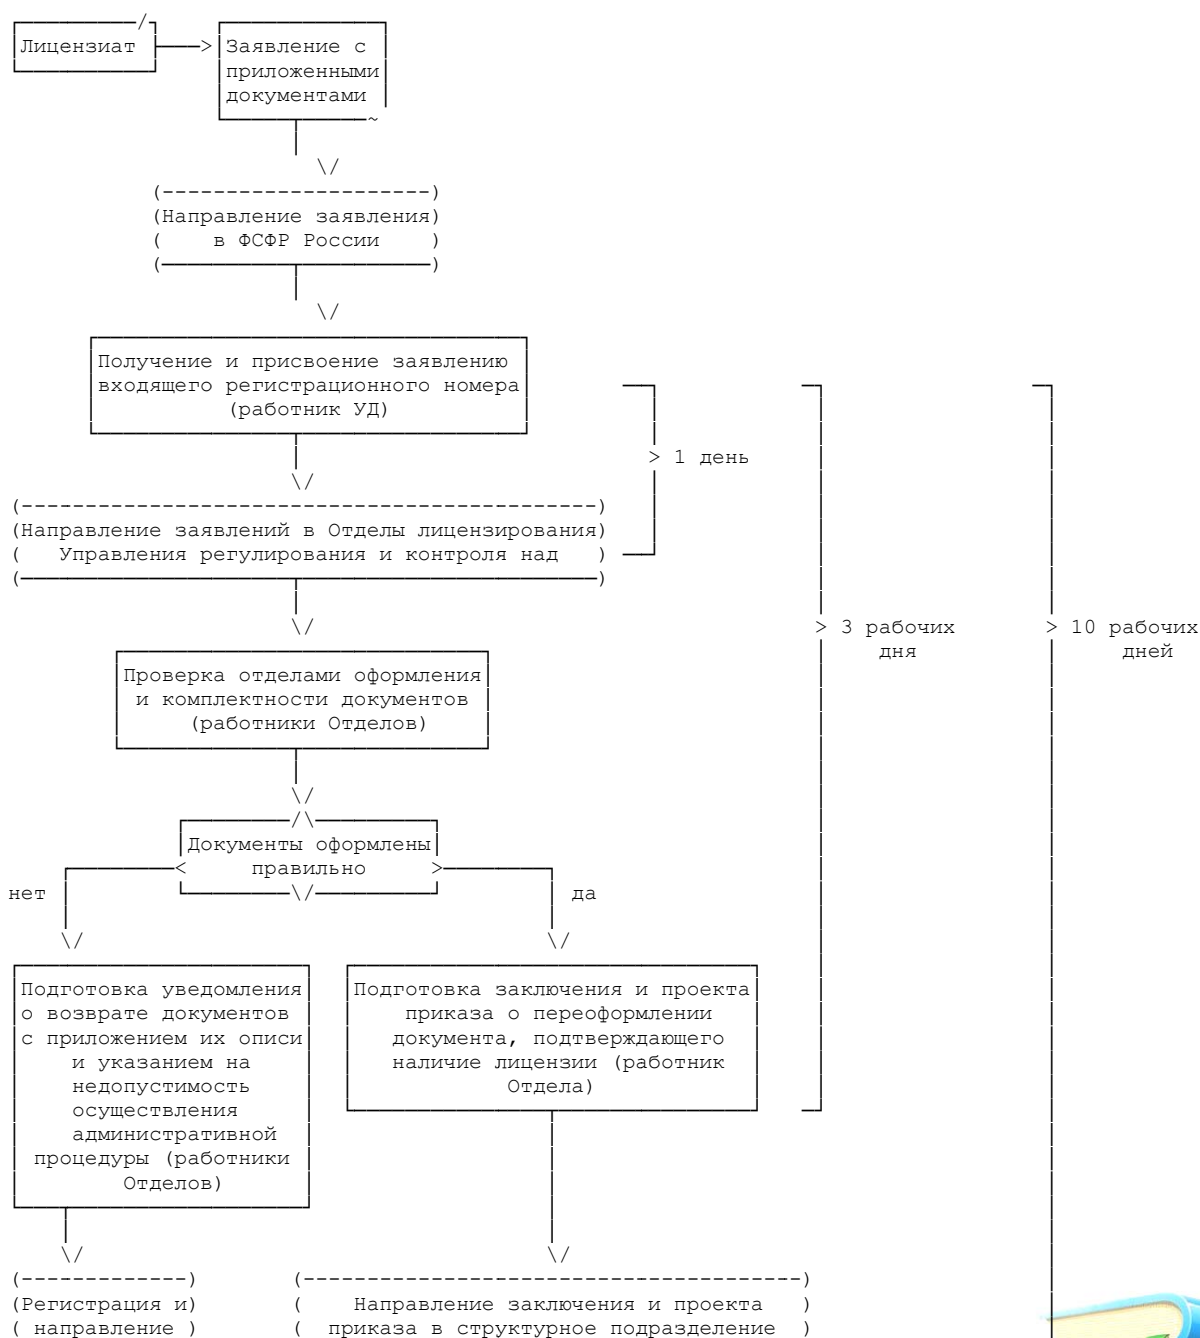 Лицензиат
Заявление с
приложенными
документами
(Направление заявления)
( в ФСФР России )
Получение и присвоение заявлению
входящего регистрационного номера
(работник УД)
> 1 день
(Направление заявлений в Отделы лицензирования)
( Управления регулирования и контроля над )
> 3 рабочих
дня
> 10 рабочих
дней
Проверка отделами оформления
и комплектности документов
(работники Отделов)
Документы оформлены
правильно
нет
да
Подготовка уведомления
о возврате документов
с приложением их описи
и указанием на
недопустимость
осуществления
административной
процедуры (работники
Отделов)
Подготовка заключения и проекта
приказа о переоформлении
документа, подтверждающего
наличие лицензии (работник
Отдела)
(Регистрация и)
( направление )
( Направление заключения и проекта )
( приказа в структурное подразделение )